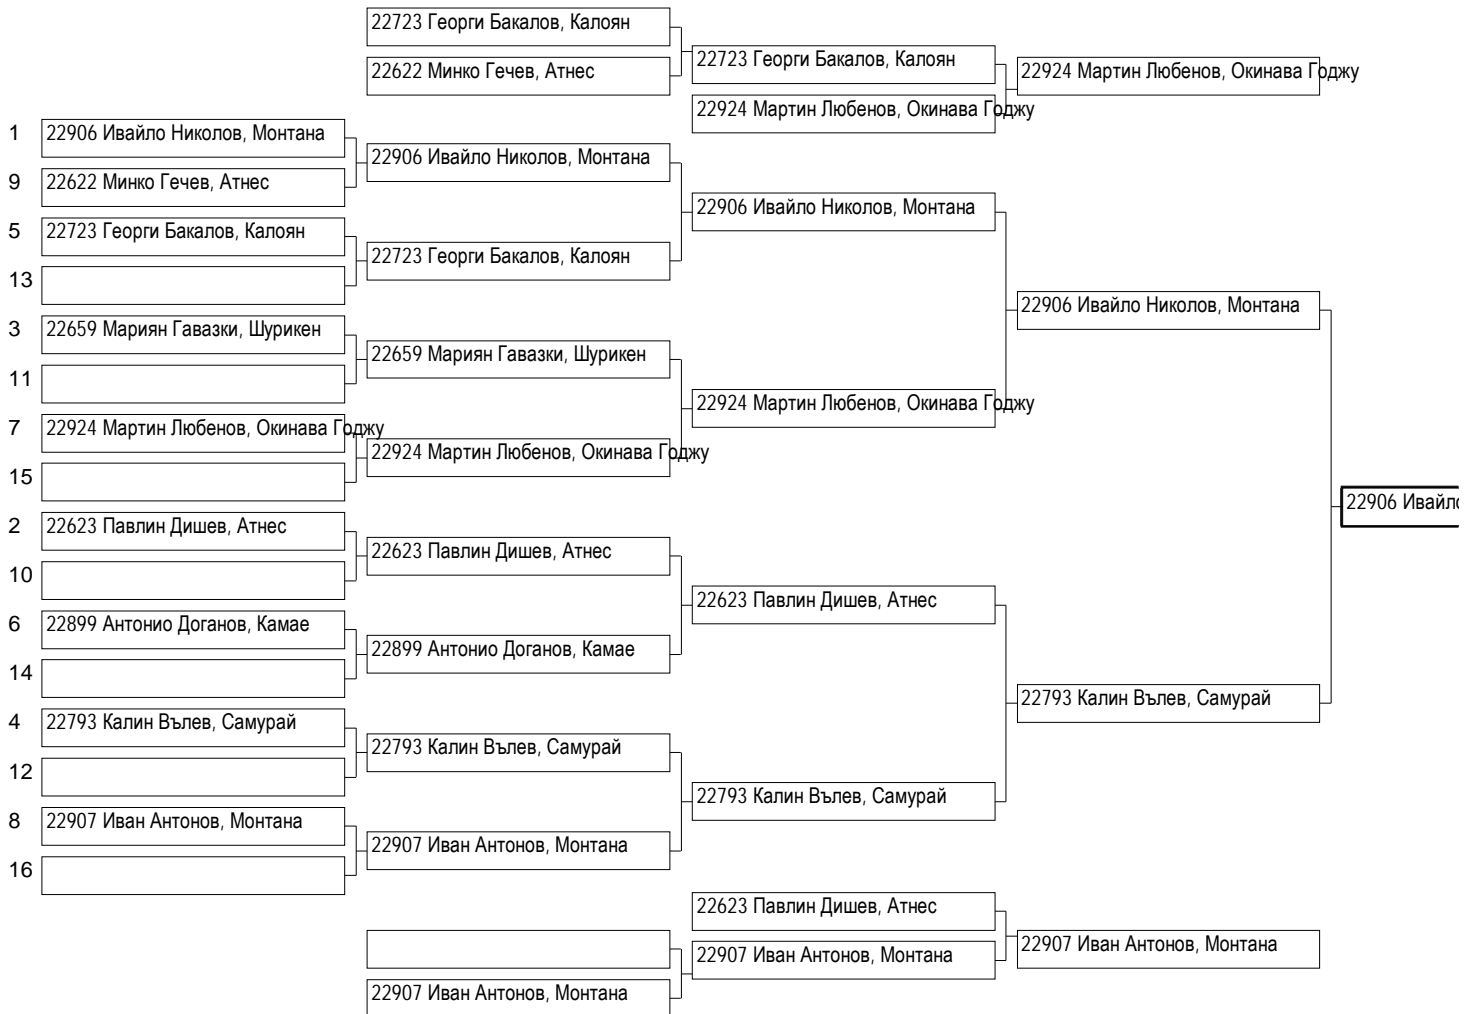 22723 Георги Бакалов, Калоян
22622 Минко Гечев, Атнес
22723 Георги Бакалов, Калоян
22924 Мартин Любенов, Окинава Годжу
22924 Мартин Любенов, Окинава Годжу
1 22906 Ивайло Николов, Монтана
9 22622 Минко Гечев, Атнес
5 22723 Георги Бакалов, Калоян
13
3 22659 Мариян Гавазки, Шурикен
11
7 22924 Мартин Любенов, Окинава Годжу
15
2 22623 Павлин Дишев, Атнес
10
6 22899 Антонио Доганов, Камае
14
4 22793 Калин Вълев, Самурай
12
8 22907 Иван Антонов, Монтана
16
22906 Ивайло Николов, Монтана
22723 Георги Бакалов, Калоян
22659 Мариян Гавазки, Шурикен
22924 Мартин Любенов, Окинава Годжу
22623 Павлин Дишев, Атнес
22899 Антонио Доганов, Камае
22793 Калин Вълев, Самурай
22907 Иван Антонов, Монтана
22906 Ивайло Николов, Монтана
22924 Мартин Любенов, Окинава Годжу
22623 Павлин Дишев, Атнес
22793 Калин Вълев, Самурай
22906 Ивайло Николов, Монтана
22793 Калин Вълев, Самурай
22906 Ивайло
22623 Павлин Дишев, Атнес
22907 Иван Антонов, Монтана
22907 Иван Антонов, Монтана
22907 Иван Антонов, Монтана